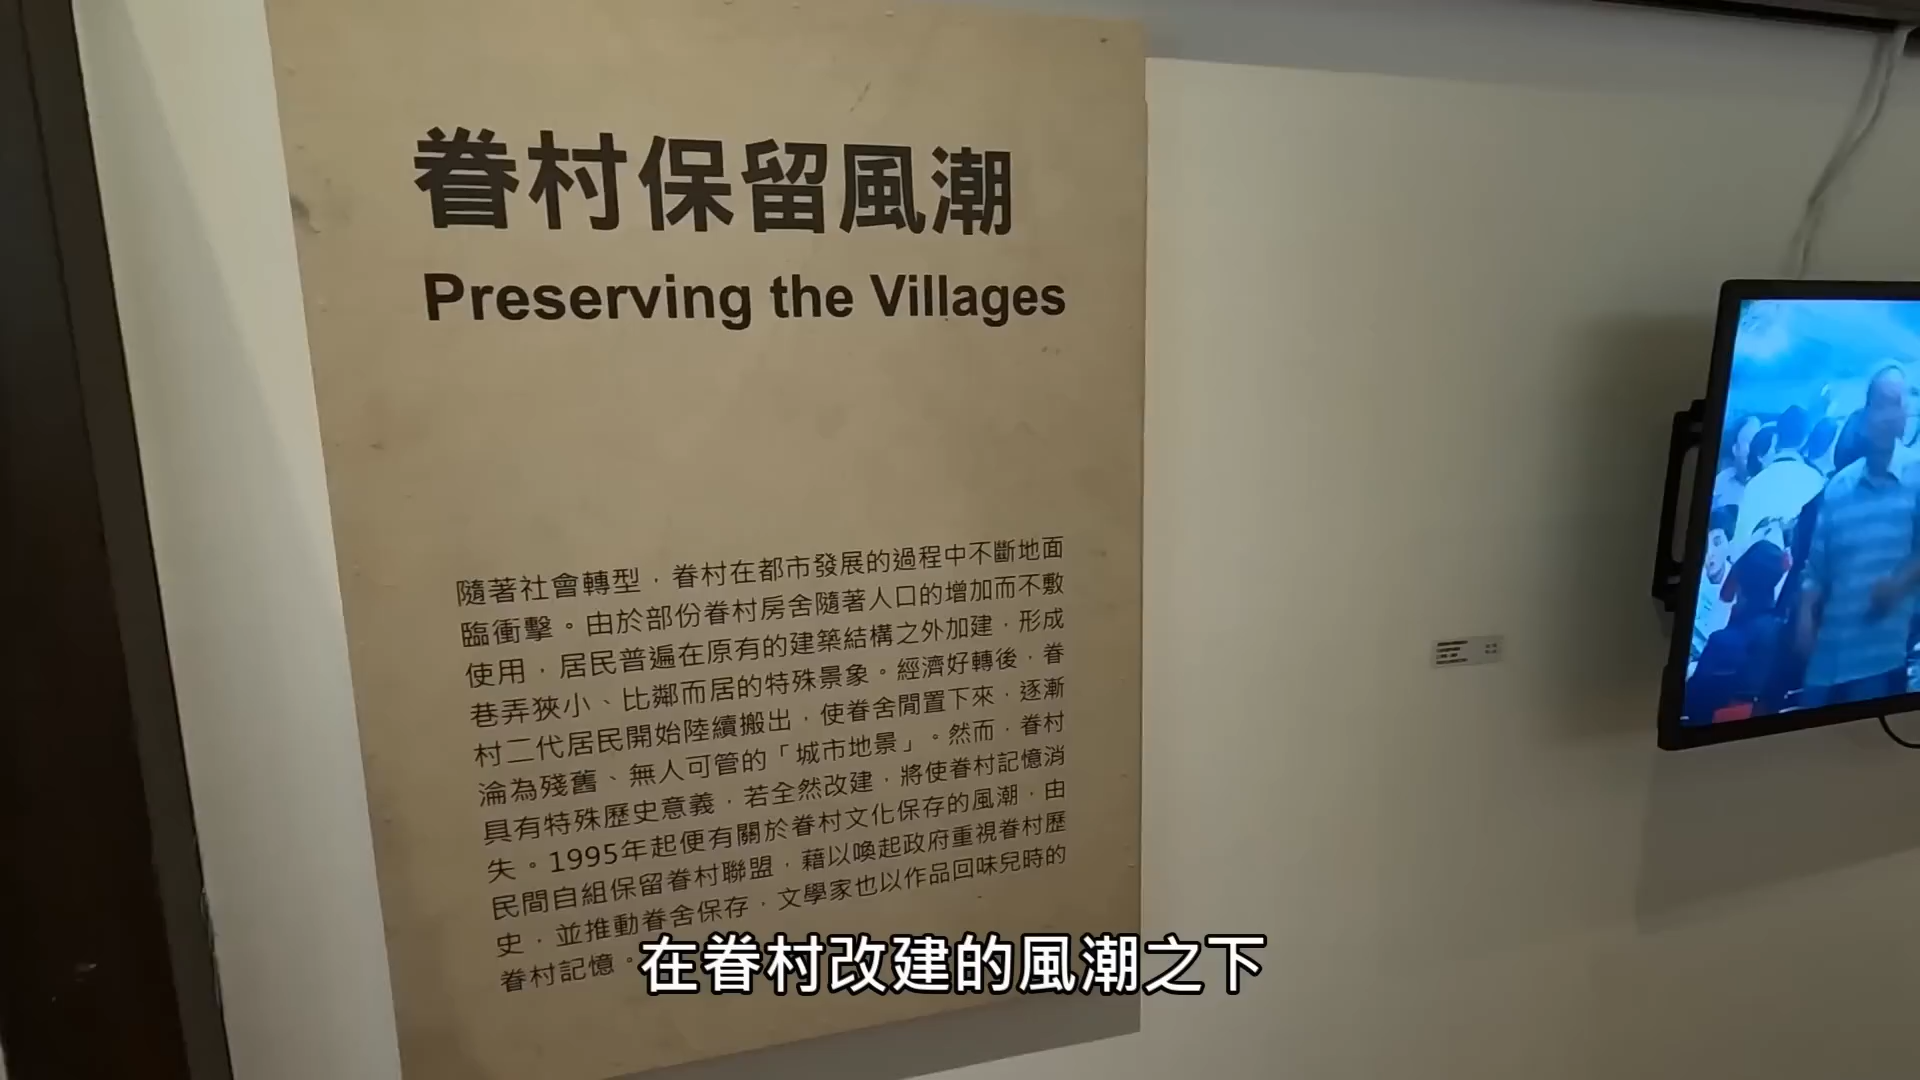 眷村保留風潮
Preserving the Villages
隨著社會轉型，眷村在都市發展的過程中不斷地面
臨衝擊。由於部份眷村房舍隨著人口的增加而不敷
使用，居民普遍在原有的建築結構之外加建，形成
巷弄狹小、比鄰而居的特殊景象。經濟好轉後，眷
村二代居民開始陸續搬出，使眷舍閒置下來，逐漸
淪為殘舊、無人可管的「城市地景」。然而，眷村
具有特殊歷史意義，若全然改建，將使眷村記憶消
失。1995年起便有關於眷村文化保存的風潮，由
民間自組保留眷村聯盟，藉以喚起政府重視眷村歷
史，並推動眷舍保存，文學家也以作品回味兒時的
眷村記憶。
在眷村改建的風潮之下